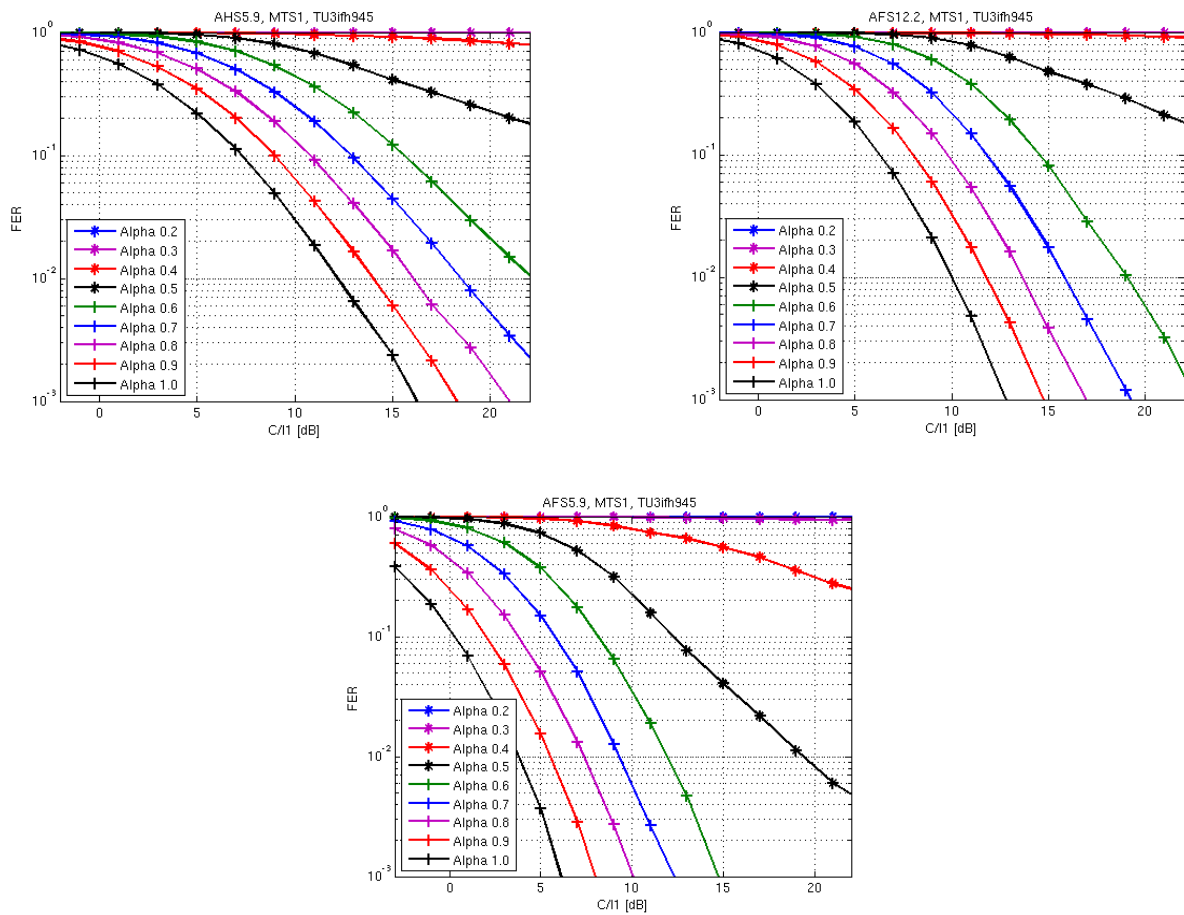 AHS5.9, MTS1, TU3ifh945
10^0
10^-1
10^-2
10^-3
FER
Alpha 0.2
Alpha 0.3
Alpha 0.4
Alpha 0.5
Alpha 0.6
Alpha 0.7
Alpha 0.8
Alpha 0.9
Alpha 1.0
0 5 10 15 20
C/I1 [dB]
AFS12.2, MTS1, TU3ifh945
10^0
10^-1
10^-2
10^-3
FER
Alpha 0.2
Alpha 0.3
Alpha 0.4
Alpha 0.5
Alpha 0.6
Alpha 0.7
Alpha 0.8
Alpha 0.9
Alpha 1.0
0 5 10 15 20
C/I1 [dB]
AFS5.9, MTS1, TU3ifh945
10^0
10^-1
10^-2
10^-3
FER
Alpha 0.2
Alpha 0.3
Alpha 0.4
Alpha 0.5
Alpha 0.6
Alpha 0.7
Alpha 0.8
Alpha 0.9
Alpha 1.0
0 5 10 15 20
C/I1 [dB]